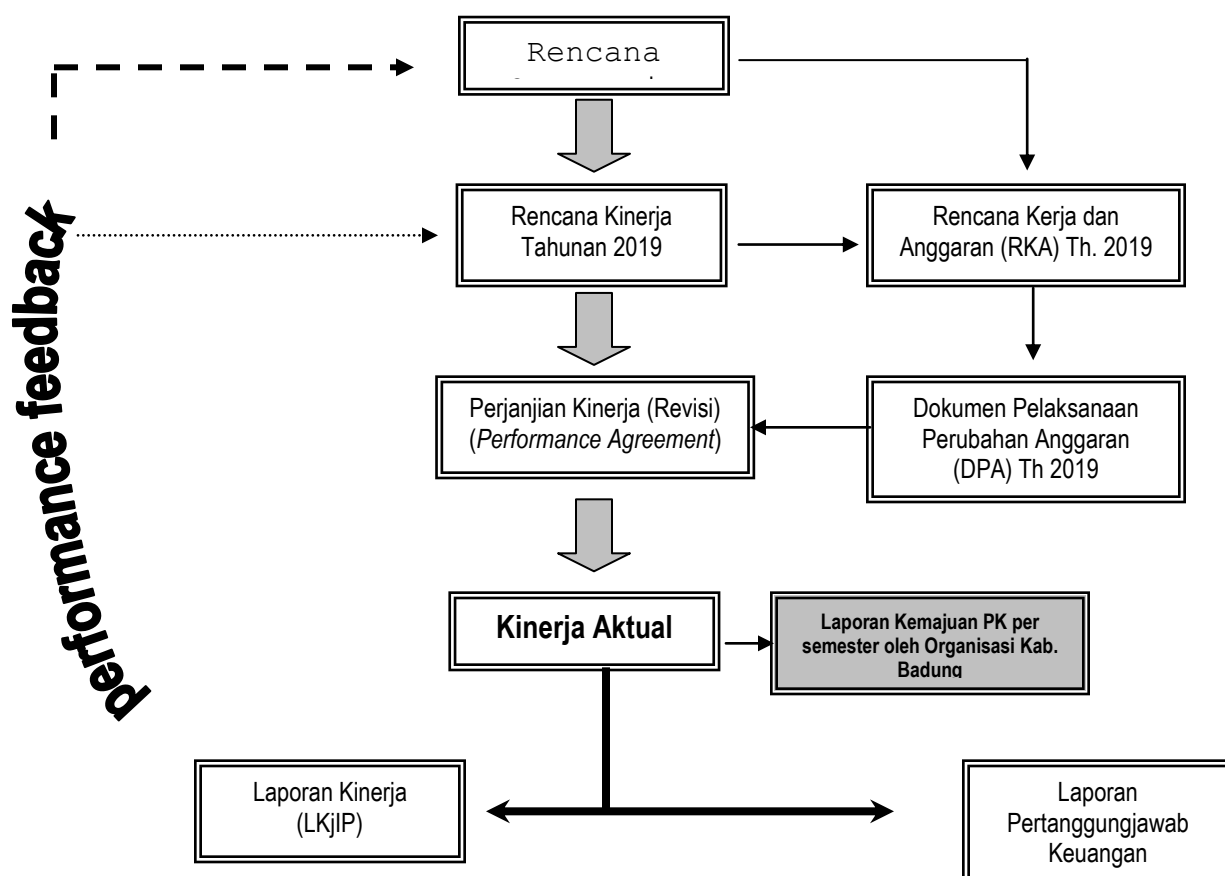 Rencana
Rencana Kinerja
Tahunan 2019
Rencana Kerja dan
Anggaran (RKA) Th. 2019
performance feedback
Perjanjian Kinerja (Revisi)
(Performance Agreement)
Dokumen Pelaksanaan
Perubahan Anggaran
(DPA) Th 2019
Kinerja Aktual
Laporan Kemajuan PK per
semester oleh Organisasi Kab.
Badung
Laporan Kinerja
(LKjIP)
Laporan
Pertanggungjawab
Keuangan